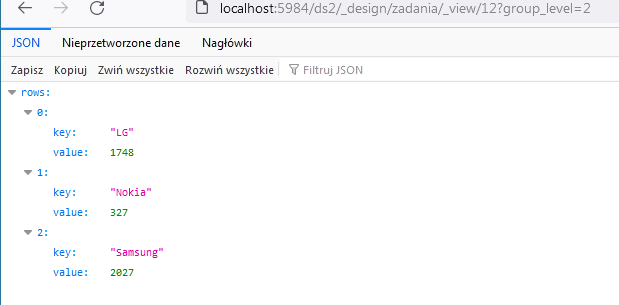 localhost:5984/ds2/_design/zadania/_view/12?group_level=2
JSON Nieprzetworzone dane Nagłówki
Zapisz Kopiuj Zwiń wszystkie Rozwiń wszystkie Filtruj JSON
rows:
0:
key: "LG"
value: 1748
1:
key: "Nokia"
value: 327
2:
key: "Samsung"
value: 2027